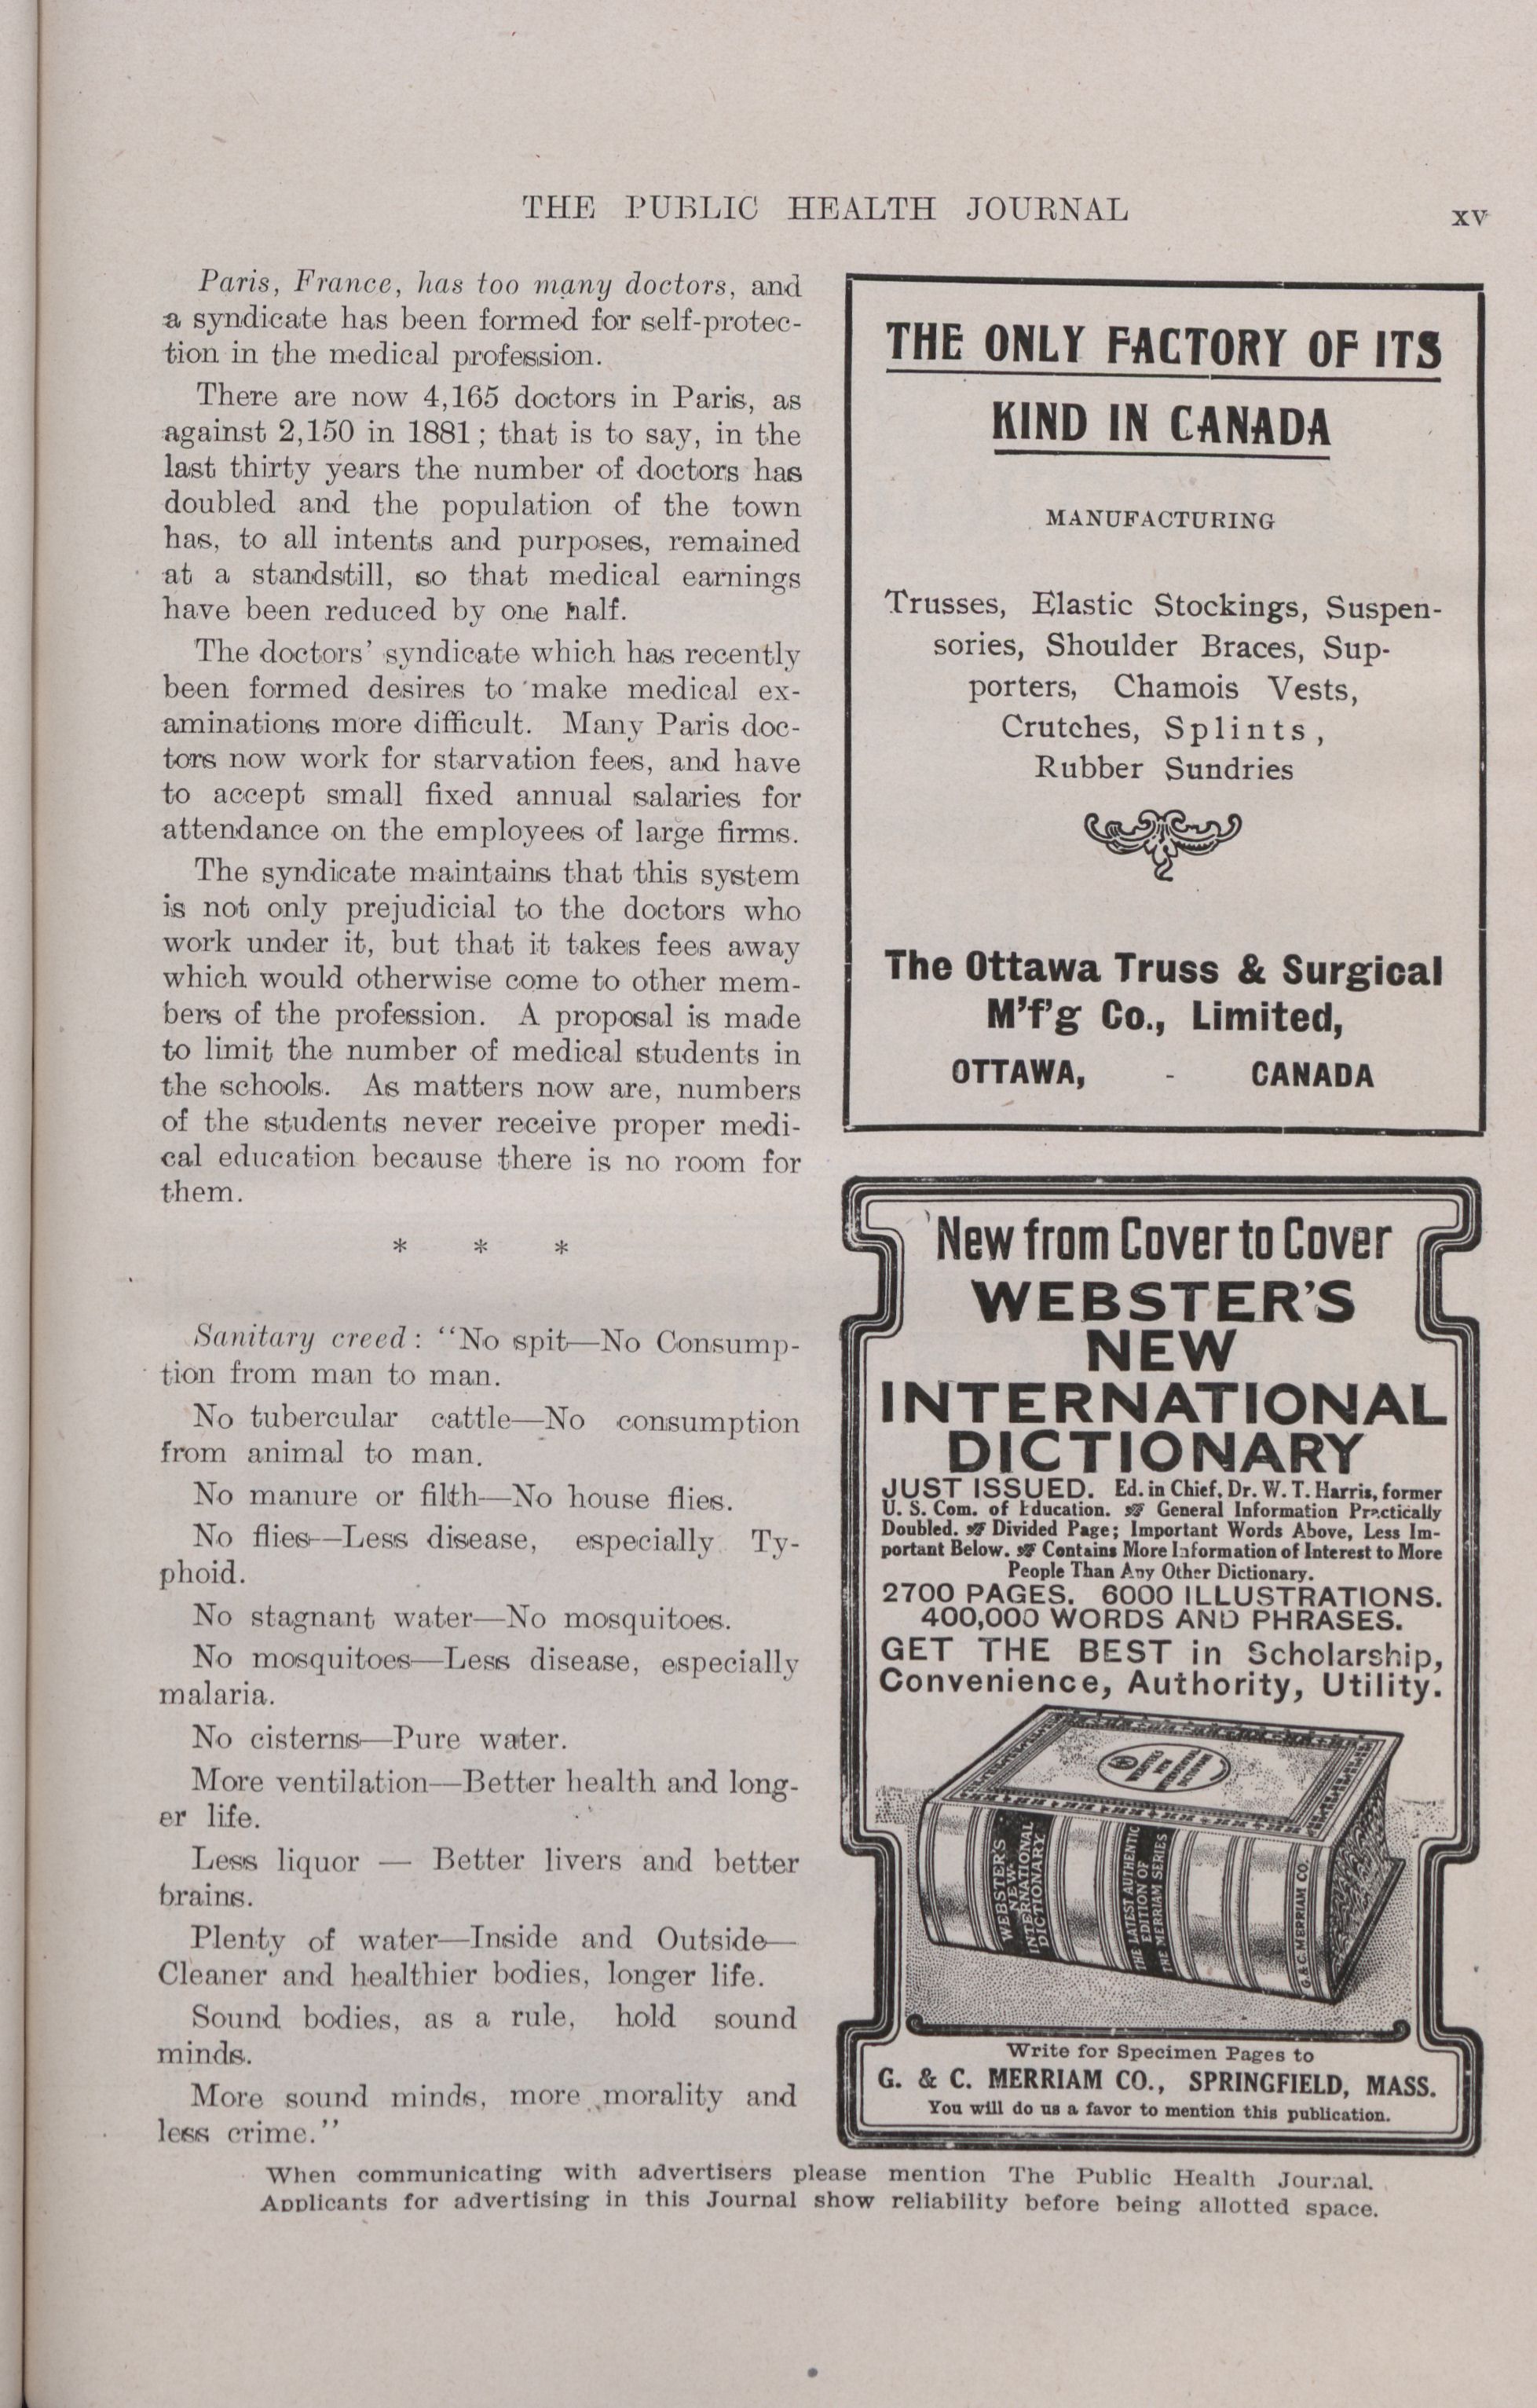 THE PUBLIC HEALTH JOURNAL
xv
Paris, France, has too many doctors, and
a syndicate has been formed for self-protec-
tion in the medical profession.
There are now 4,165 doctors in Paris, as
against 2,150 in 1881; that is to say, in the
last thirty years the number of doctors has
doubled and the population of the town
has, to all intents and purposes, remained
at a standstill, so that medical earnings
have been reduced by one half.
The doctors' syndicate which has recently
been formed desires to make medical ex-
aminations more difficult. Many Paris doc-
tors now work for starvation fees, and have
to accept small fixed annual salaries for
attendance on the employees of large firms.
The syndicate maintains that this system
is not only prejudicial to the doctors who
work under it, but that it takes fees away
which would otherwise come to other mem-
bers of the profession. A proposal is made
to limit the number of medical students in
the schools. As matters now are, numbers
of the students never receive proper medi-
cal education because there is no room for
them.
* * *
Sanitary creed: "No spit—No Consump-
tion from man to man.
No tubercular cattle—No consumption
from animal to man.
No manure or filth—No house flies.
No flies—Less disease, especially Ty-
phoid.
No stagnant water—No mosquitoes.
No mosquitoes—Less disease, especially
malaria.
No cisterns—Pure water.
More ventilation—Better health and long-
er life.
Less liquor — Better livers and better
brains.
Plenty of water—Inside and Outside—
Cleaner and healthier bodies, longer life.
Sound bodies, as a rule, hold sound
minds.
More sound minds, more morality and
less crime."
THE ONLY FACTORY OF ITS
KIND IN CANADA
MANUFACTURING
Trusses, Elastic Stockings, Suspen-
sories, Shoulder Braces, Sup-
porters, Chamois Vests,
Crutches, Splints,
Rubber Sundries
The Ottawa Truss & Surgical
M'f'g Co., Limited,
OTTAWA, - CANADA
New from Cover to Cover
WEBSTER'S
NEW
INTERNATIONAL
DICTIONARY
JUST ISSUED. Ed. in Chief, Dr. W. T. Harris, former
U. S. Com. of Education. General Information Practically
Doubled. Divided Page; Important Words Above, Less Im-
portant Below. Contains More Information of Interest to More
People Than Any Other Dictionary.
2700 PAGES. 6000 ILLUSTRATIONS.
400,000 WORDS AND PHRASES.
GET THE BEST in Scholarship,
Convenience, Authority, Utility.
WEBSTER'S
NEW
INTERNATIONAL
DICTIONARY
THE LATEST AUTHENTIC
EDITION OF
THE MERRIAM SERIES
G.& C. MERRIAM CO.
Write for Specimen Pages to
G. & C. MERRIAM CO., SPRINGFIELD, MASS.
You will do us a favor to mention this publication.
When communicating with advertisers please mention The Public Health Journal.
Applicants for advertising in this Journal show reliability before being allotted space.